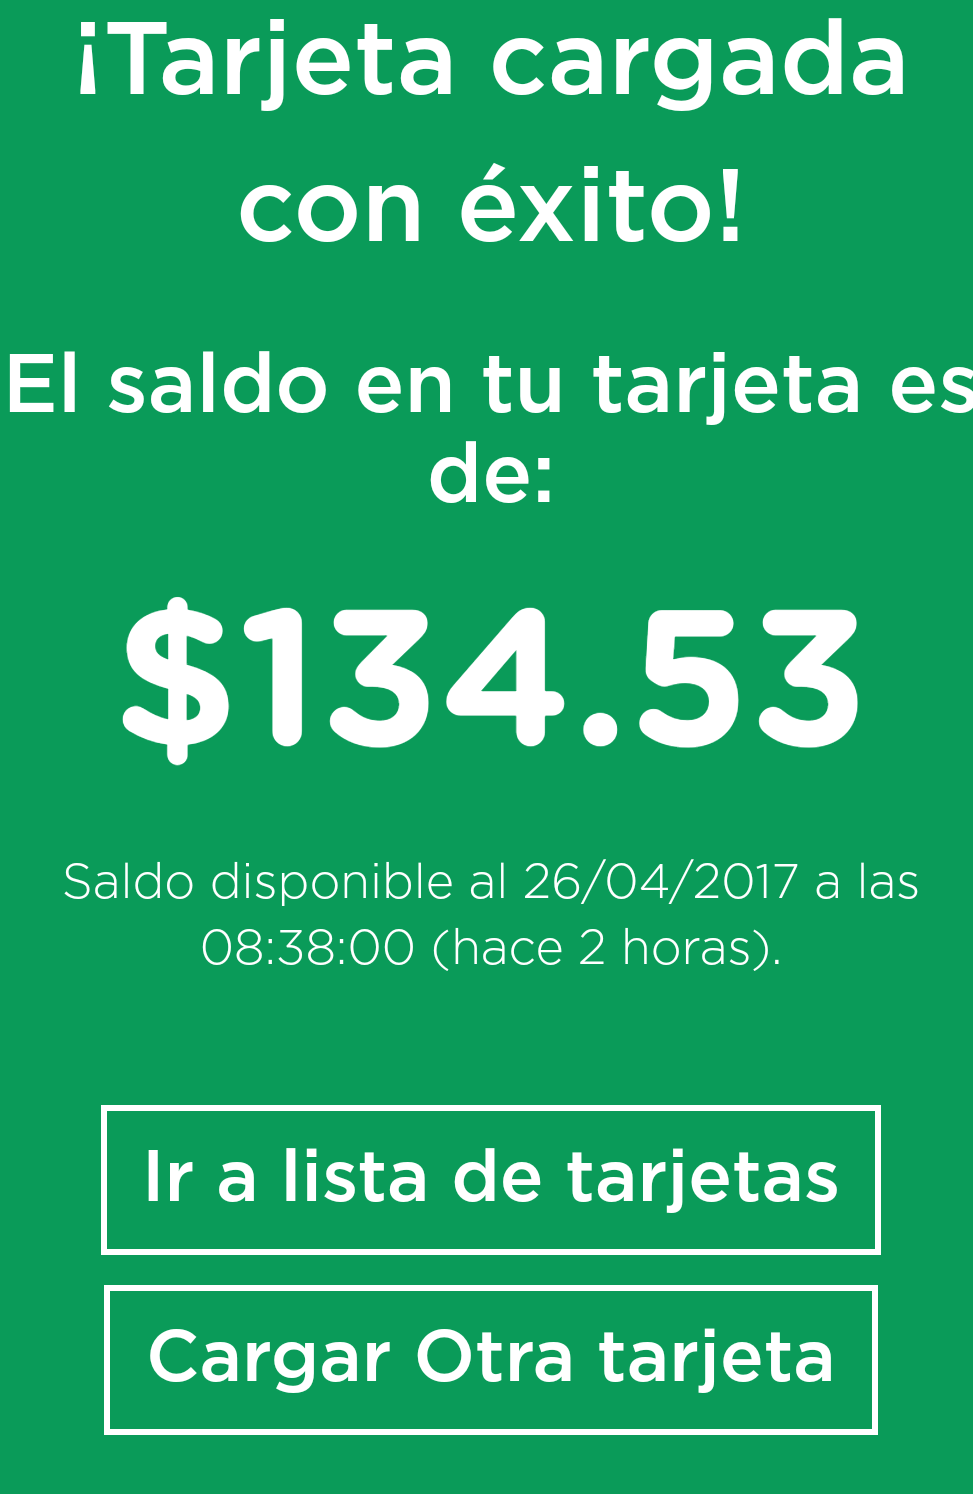 ¡Tarjeta cargada
con éxito!
El saldo en tu tarjeta es
de:
$134.53
Saldo disponible al 26/04/2017 a las
08:38:00 (hace 2 horas).
Ir a lista de tarjetas
Cargar Otra tarjeta